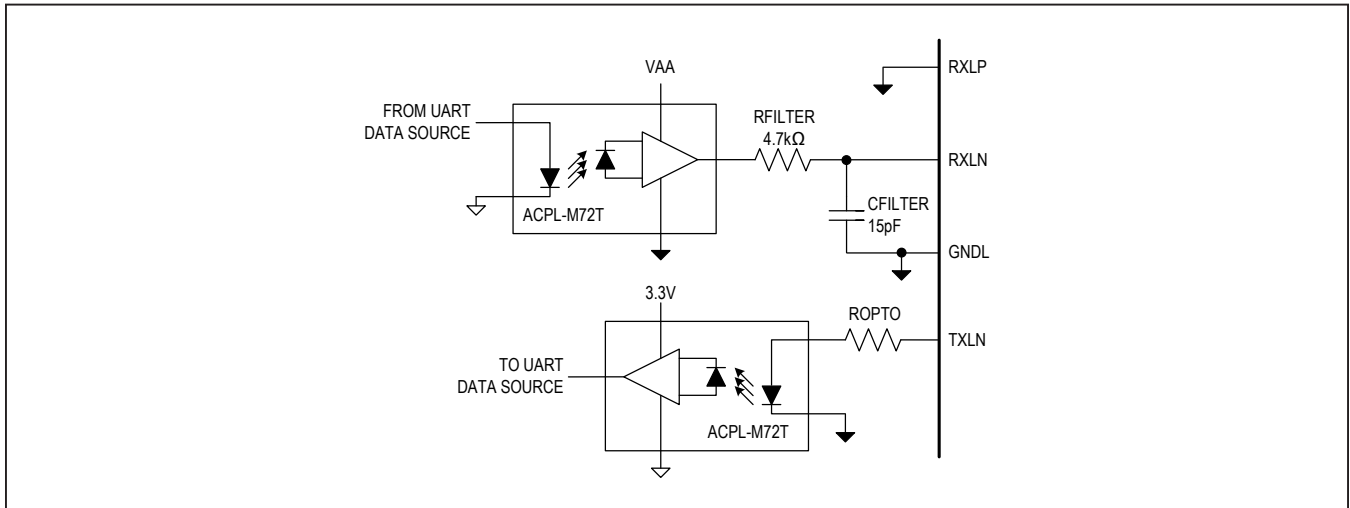 VAA
RXLP
FROM UART
DATA SOURCE
RFILTER
4.7kΩ
RXLN
ACPL-M72T
CFILTER
15pF
GNDL
3.3V
ROPTO
TXLN
TO UART
DATA SOURCE
ACPL-M72T